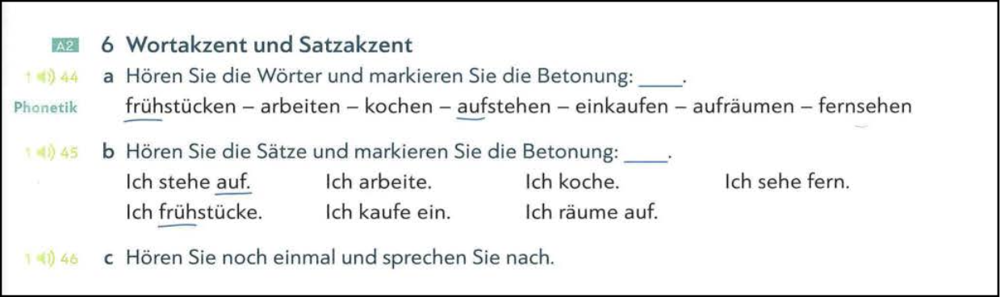 A2 6 Wortakzent und Satzakzent
1 44 a Hören Sie die Wörter und markieren Sie die Betonung: ____.
Phonetik frühstücken – arbeiten – kochen – aufstehen – einkaufen – aufräumen – fernsehen
1 45 b Hören Sie die Sätze und markieren Sie die Betonung: ____.
Ich stehe auf. Ich arbeite. Ich koche. Ich sehe fern.
Ich frühstücke. Ich kaufe ein. Ich räume auf.
1 46 c Hören Sie noch einmal und sprechen Sie nach.